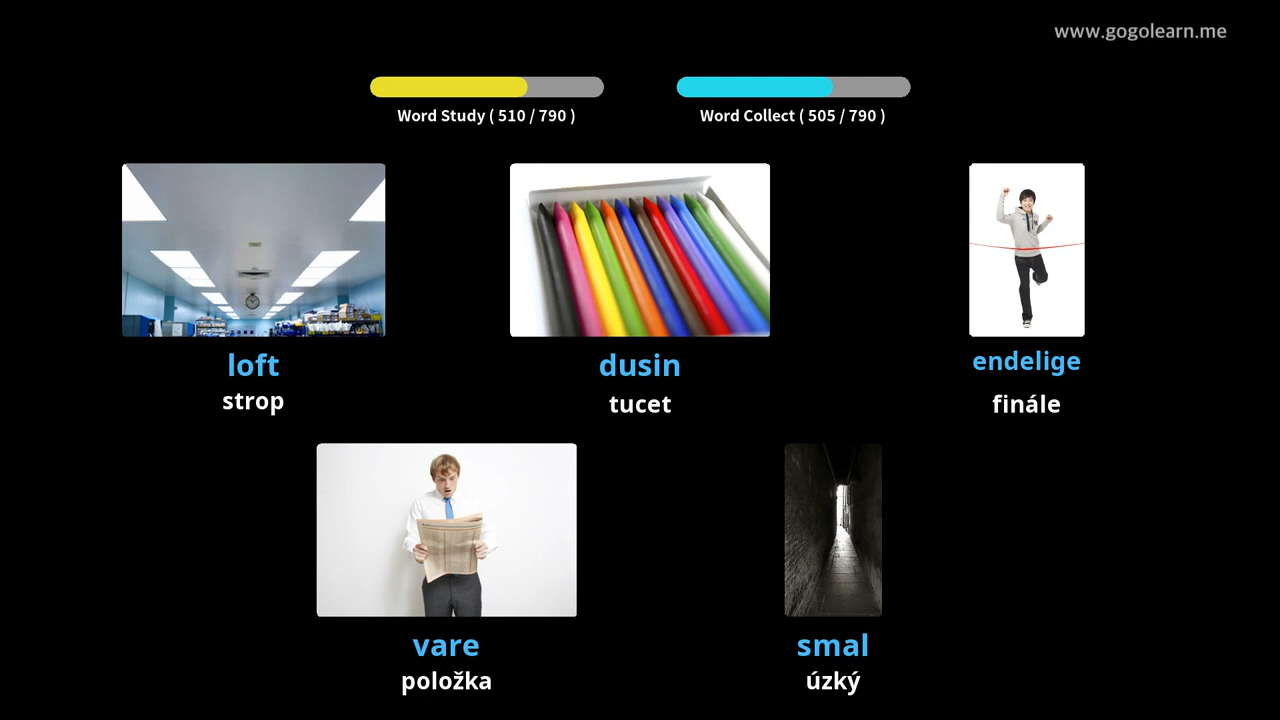 www.gogolearn.me
Word Study ( 510 / 790 )
Word Collect ( 505 / 790 )
loft
strop
dusin
tucet
endelige
finále
vare
položka
smal
úzký